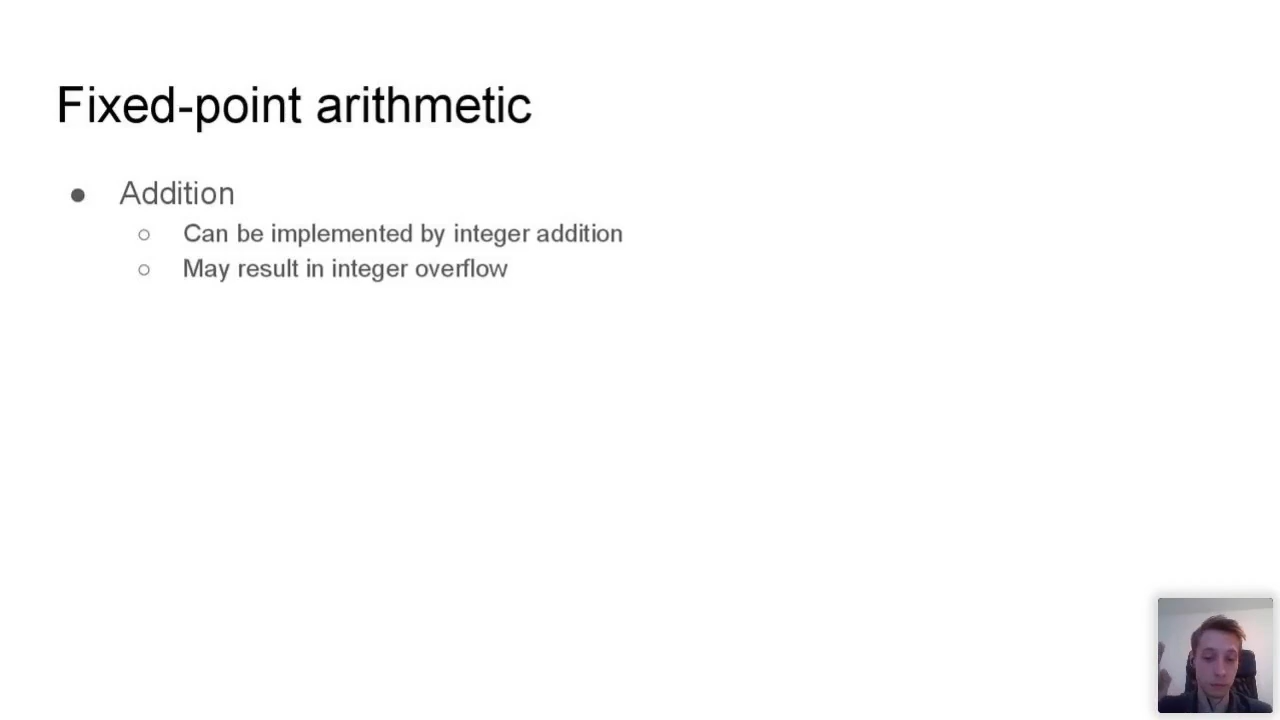 Fixed-point arithmetic
● Addition
○ Can be implemented by integer addition
○ May result in integer overflow